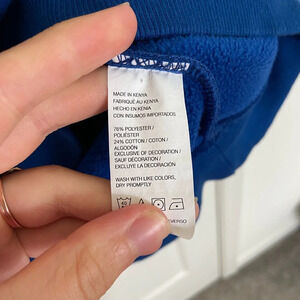 MADE IN KENYA
FABRIQUÉ AU KENYA
HECHO EN KENIA
CON INSUMOS IMPORTADOS
76% POLYESTER /
POLIÉSTER
24% COTTON / COTON /
ALGODÓN
EXCLUSIVE OF DECORATION /
SAUF DÉCORATION /
EXCLUYE LA DECORACIÓN
WASH WITH LIKE COLORS,
DRY PROMPTLY
VERSO